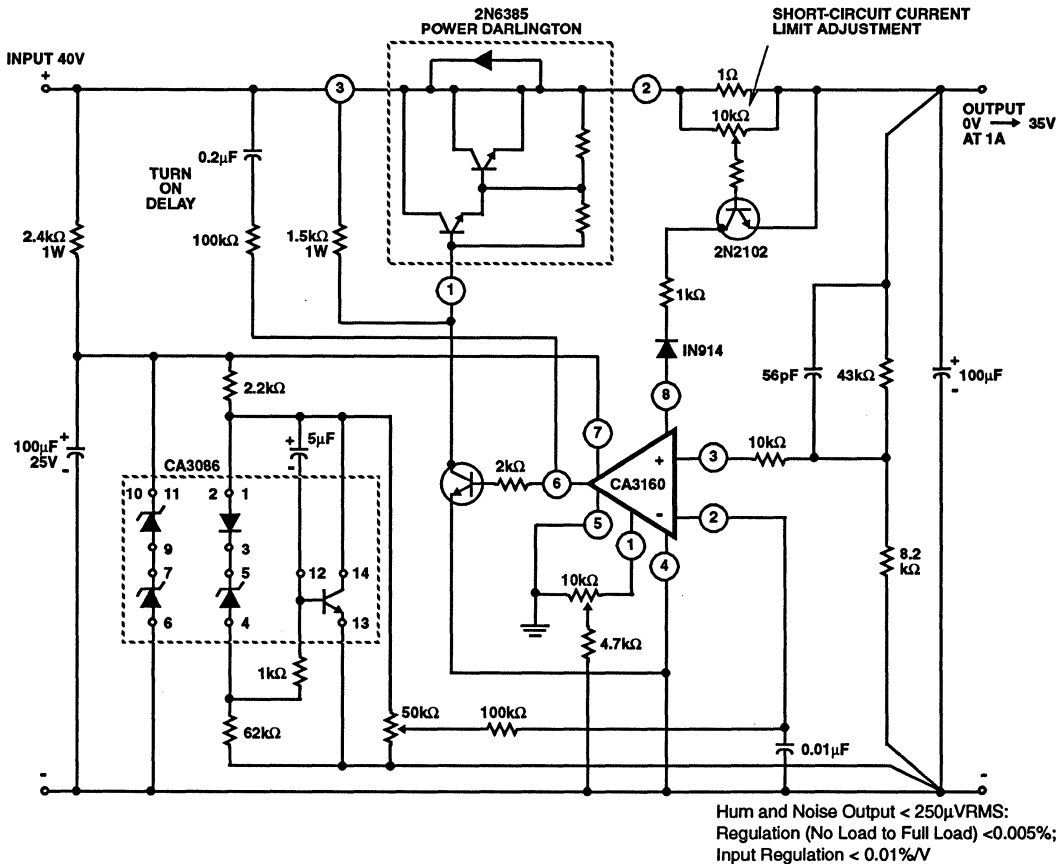 2N6385
POWER DARLINGTON
SHORT-CIRCUIT CURRENT
LIMIT ADJUSTMENT
INPUT 40V
+
3
2
1Ω
10kΩ
OUTPUT
0V → 35V
AT 1A
0.2μF
TURN
ON
DELAY
2.4kΩ
1W
100kΩ
1.5kΩ
1W
2N2102
1
1kΩ
IN914
2.2kΩ
56pF
43kΩ
+
100μF
-
8
7
100μF
25V
+
-
+
5μF
-
CA3086
10kΩ
3
+
CA3160
-
2kΩ
6
2
10 11
2 1
5
1
4
9
3
7
5
12
14
8.2
kΩ
10kΩ
6
4
13
4.7kΩ
1kΩ
62kΩ
50kΩ
100kΩ
0.01μF
-
-
Hum and Noise Output < 250μVRMS:
Regulation (No Load to Full Load) <0.005%;
Input Regulation < 0.01%/V